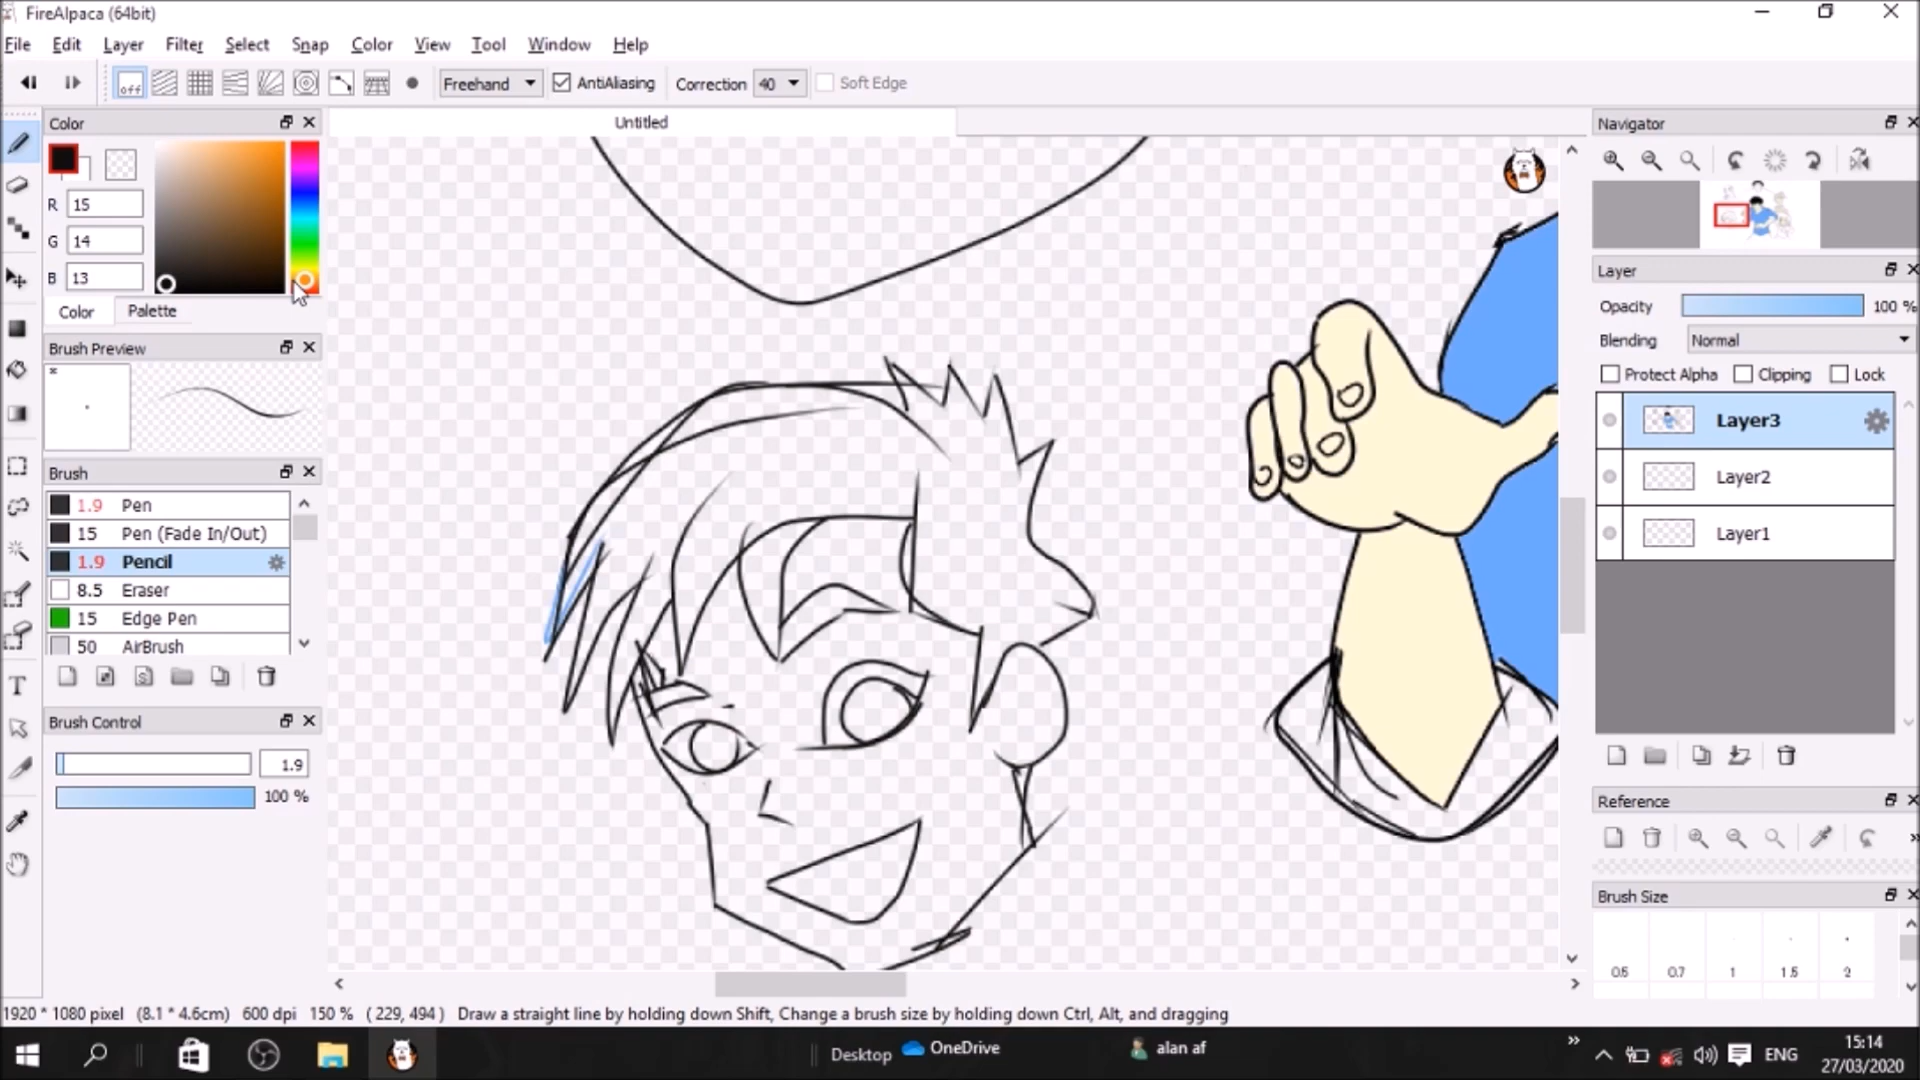 FireAlpaca (64bit)
File Edit Layer Filter Select Snap Color View Tool Window Help
off Freehand AntiAliasing Correction 40 Soft Edge
Color
Untitled
Navigator
R 15
G 14
B 13
Color Palette
Layer
Opacity 100 %
Blending Normal
Protect Alpha Clipping Lock
Brush Preview
Layer3
Layer2
Layer1
Brush
1.9 Pen
15 Pen (Fade In/Out)
1.9 Pencil
8.5 Eraser
15 Edge Pen
50 AirBrush
Brush Control
1.9
100 %
Reference
Brush Size
0.5 0.7 1 1.5 2
1920 * 1080 pixel (8.1 * 4.6cm) 600 dpi 150 % ( 229, 494 ) Draw a straight line by holding down Shift, Change a brush size by holding down Ctrl, Alt, and dragging
Desktop OneDrive alan af
ENG
15:14
27/03/2020